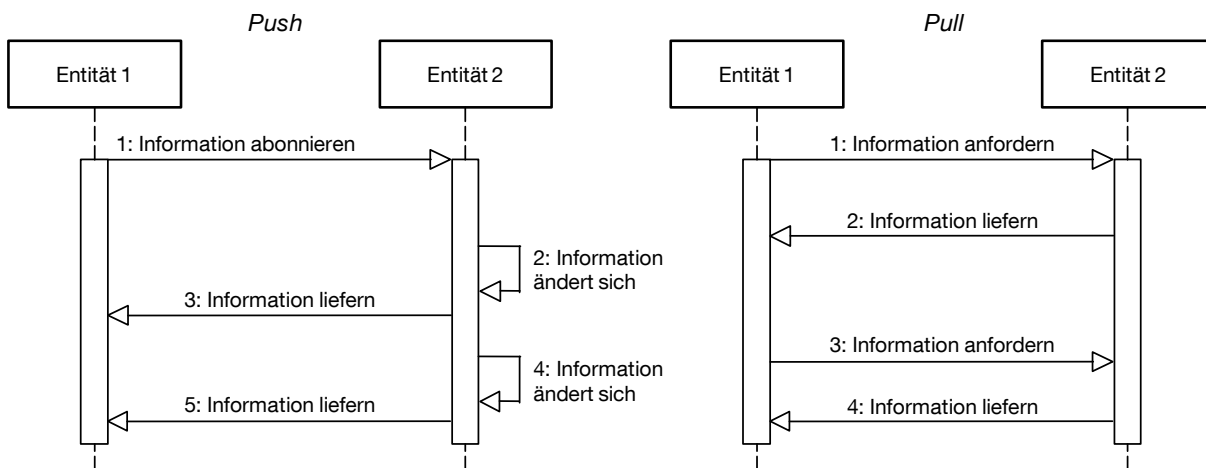 Push
Entität 1
Entität 2
1: Information abonnieren
2: Information
ändert sich
3: Information liefern
4: Information
ändert sich
5: Information liefern
Pull
Entität 1
Entität 2
1: Information anfordern
2: Information liefern
3: Information anfordern
4: Information liefern